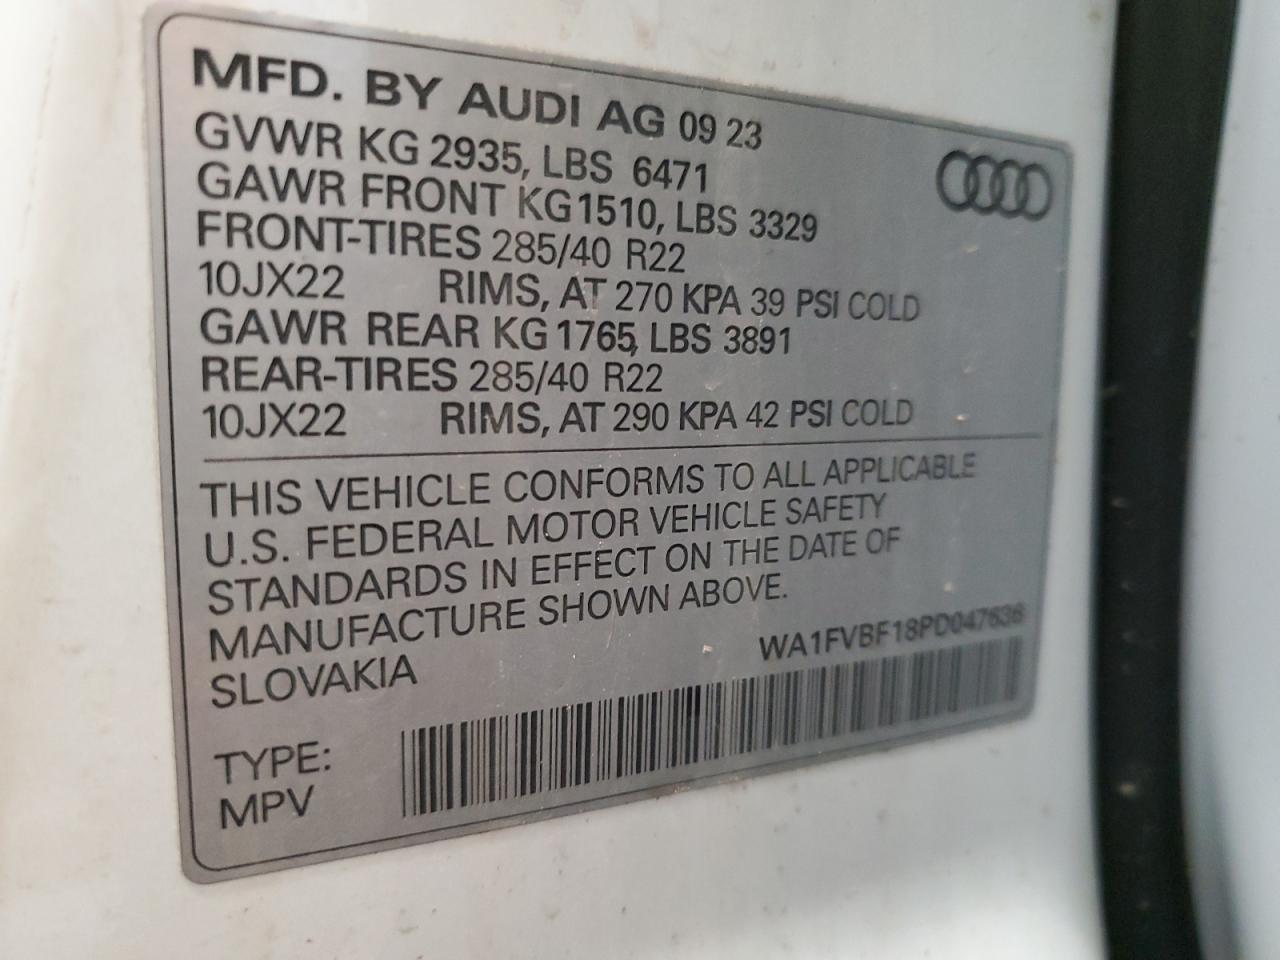 MFD. BY AUDI AG 09 23
GVWR KG 2935, LBS 6471
GAWR FRONT KG1510, LBS 3329
FRONT-TIRES 285/40 R22
10JX22 RIMS, AT 270 KPA 39 PSI COLD
GAWR REAR KG 1765, LBS 3891
REAR-TIRES 285/40 R22
10JX22 RIMS, AT 290 KPA 42 PSI COLD
THIS VEHICLE CONFORMS TO ALL APPLICABLE
U.S. FEDERAL MOTOR VEHICLE SAFETY
STANDARDS IN EFFECT ON THE DATE OF
MANUFACTURE SHOWN ABOVE.
SLOVAKIA
WA1FVBF18PD047636
TYPE:
MPV